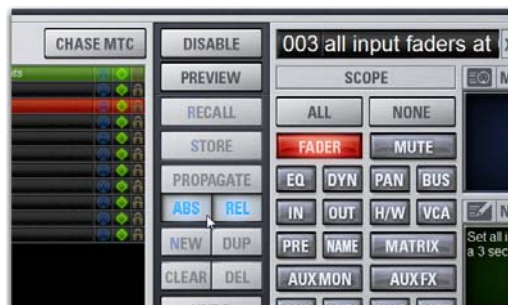 CHASE MTC
DISABLE
003 all input faders at
PREVIEW
SCOPE
RECALL
ALL
NONE
STORE
FADER
MUTE
PROPAGATE
EQ DYN PAN BUS
ABS REL
IN OUT H/W VCA
NEW DUP
PRE NAME MATRIX
Set all i
a 3 sec
CLEAR DEL
AUX MON
AUX FX